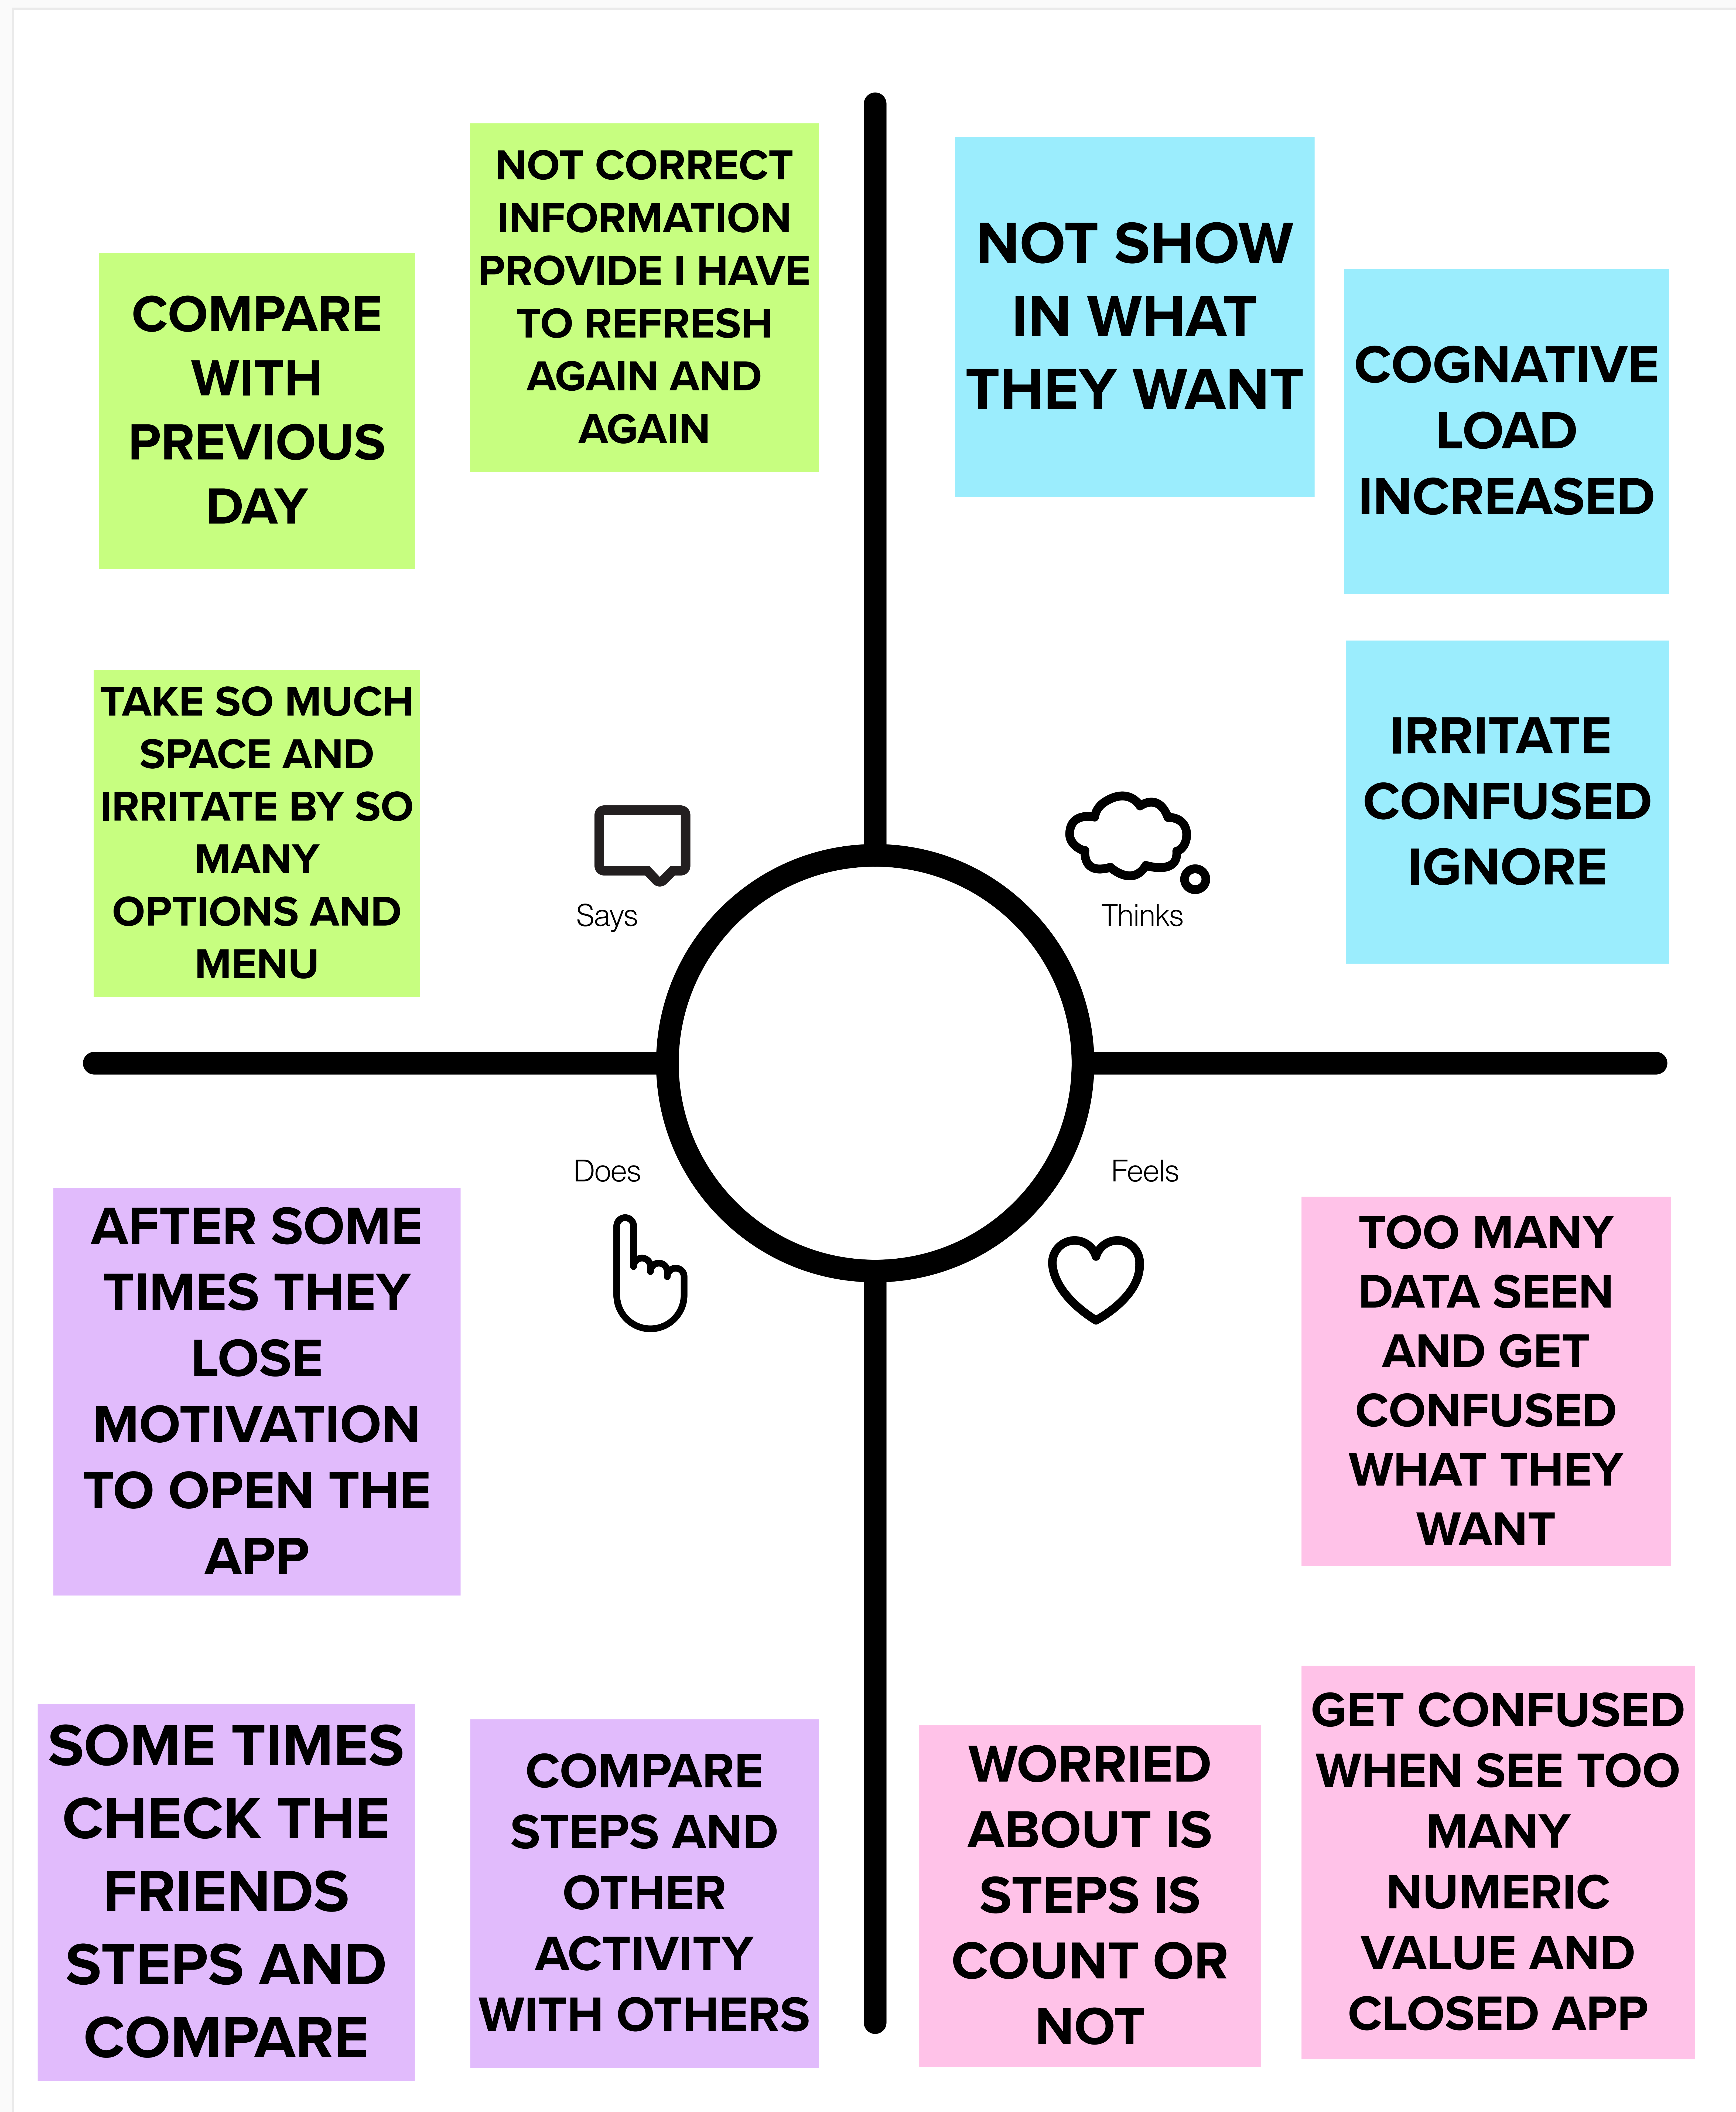 COMPARE
WITH
PREVIOUS
DAY
NOT CORRECT
INFORMATION
PROVIDE I HAVE
TO REFRESH
AGAIN AND
AGAIN
TAKE SO MUCH
SPACE AND
IRRITATE BY SO
MANY
OPTIONS AND
MENU
Says
NOT SHOW
IN WHAT
THEY WANT
COGNATIVE
LOAD
INCREASED
IRRITATE
CONFUSED
IGNORE
Thinks
Does
AFTER SOME
TIMES THEY
LOSE
MOTIVATION
TO OPEN THE
APP
SOME TIMES
CHECK THE
FRIENDS
STEPS AND
COMPARE
COMPARE
STEPS AND
OTHER
ACTIVITY
WITH OTHERS
Feels
TOO MANY
DATA SEEN
AND GET
CONFUSED
WHAT THEY
WANT
WORRIED
ABOUT IS
STEPS IS
COUNT OR
NOT
GET CONFUSED
WHEN SEE TOO
MANY
NUMERIC
VALUE AND
CLOSED APP